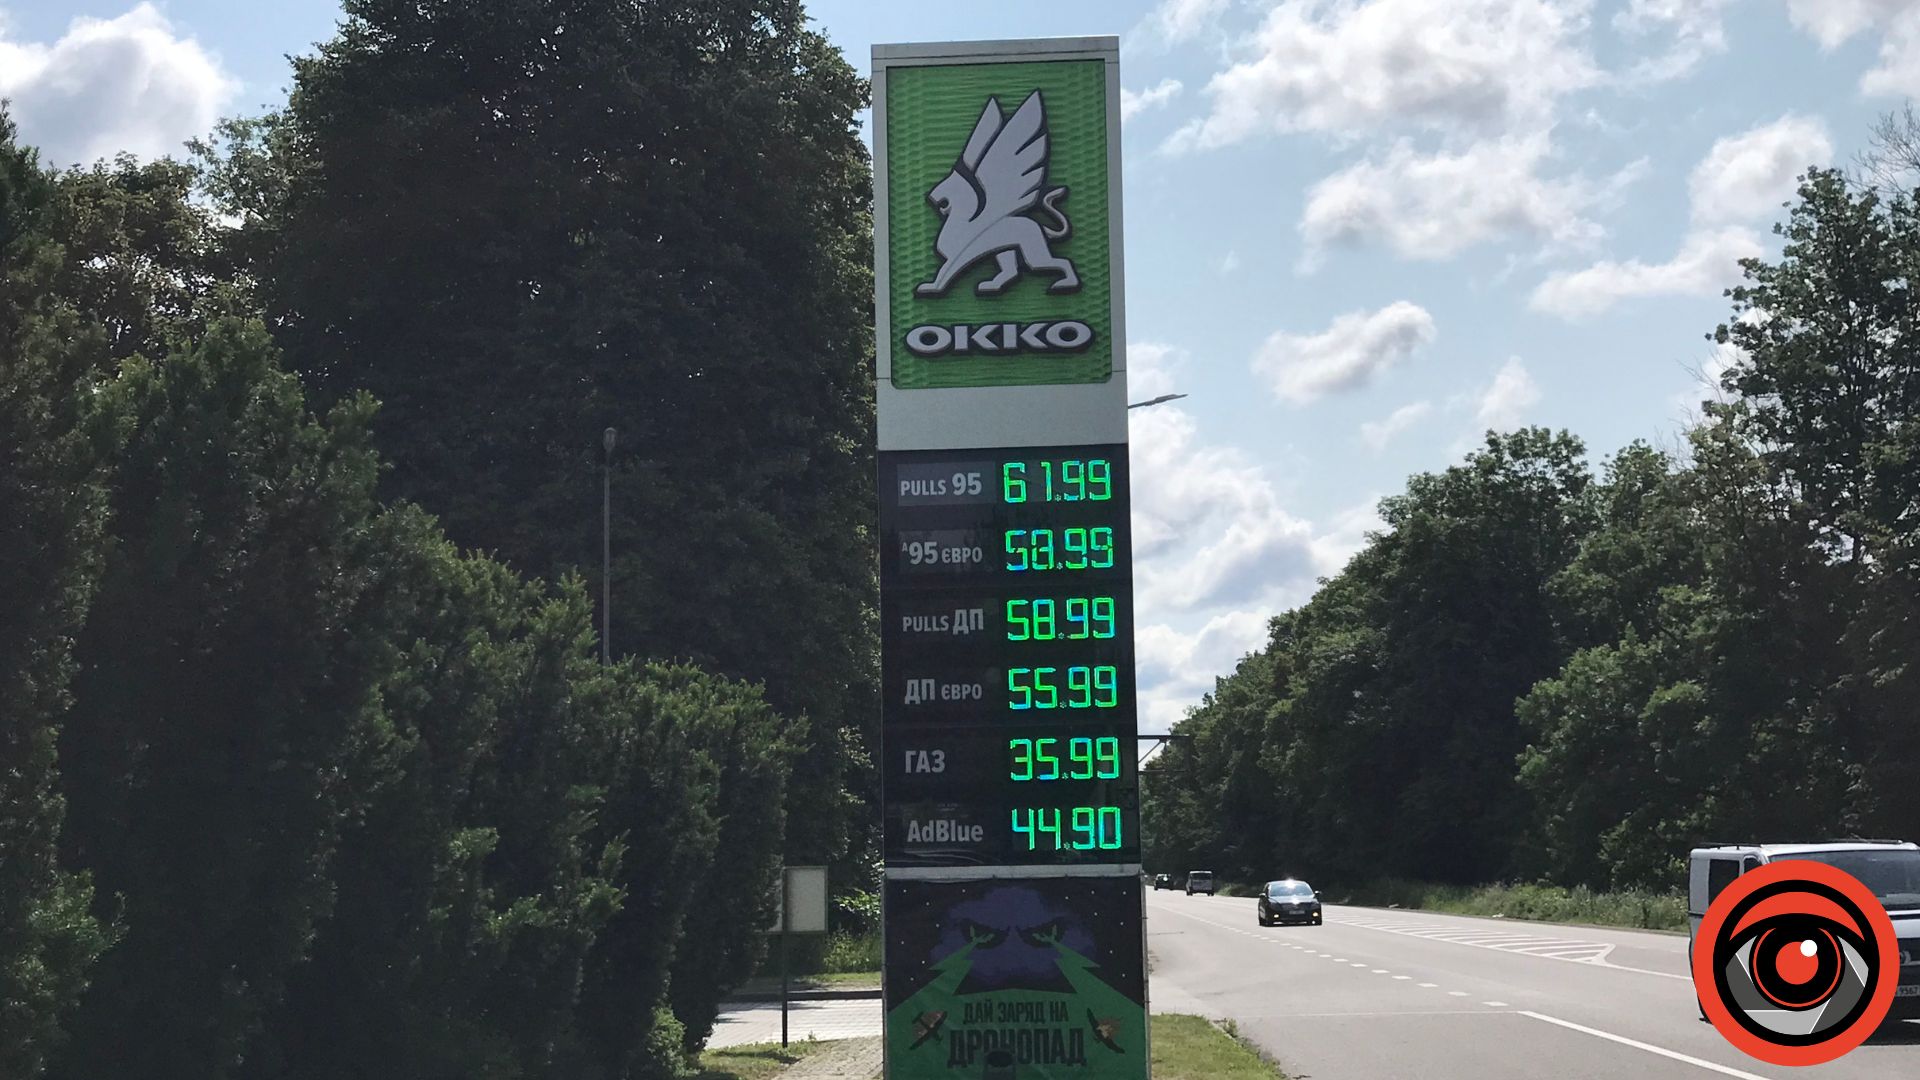 OKKO
PULLS 95 61.99
А95 ЄВРО 58.99
PULLS ДП 58.99
ДП ЄВРО 55.99
ГАЗ 35.99
AdBlue 44.90
ДАЙ ЗАРЯД НА
ДРОНОПАД